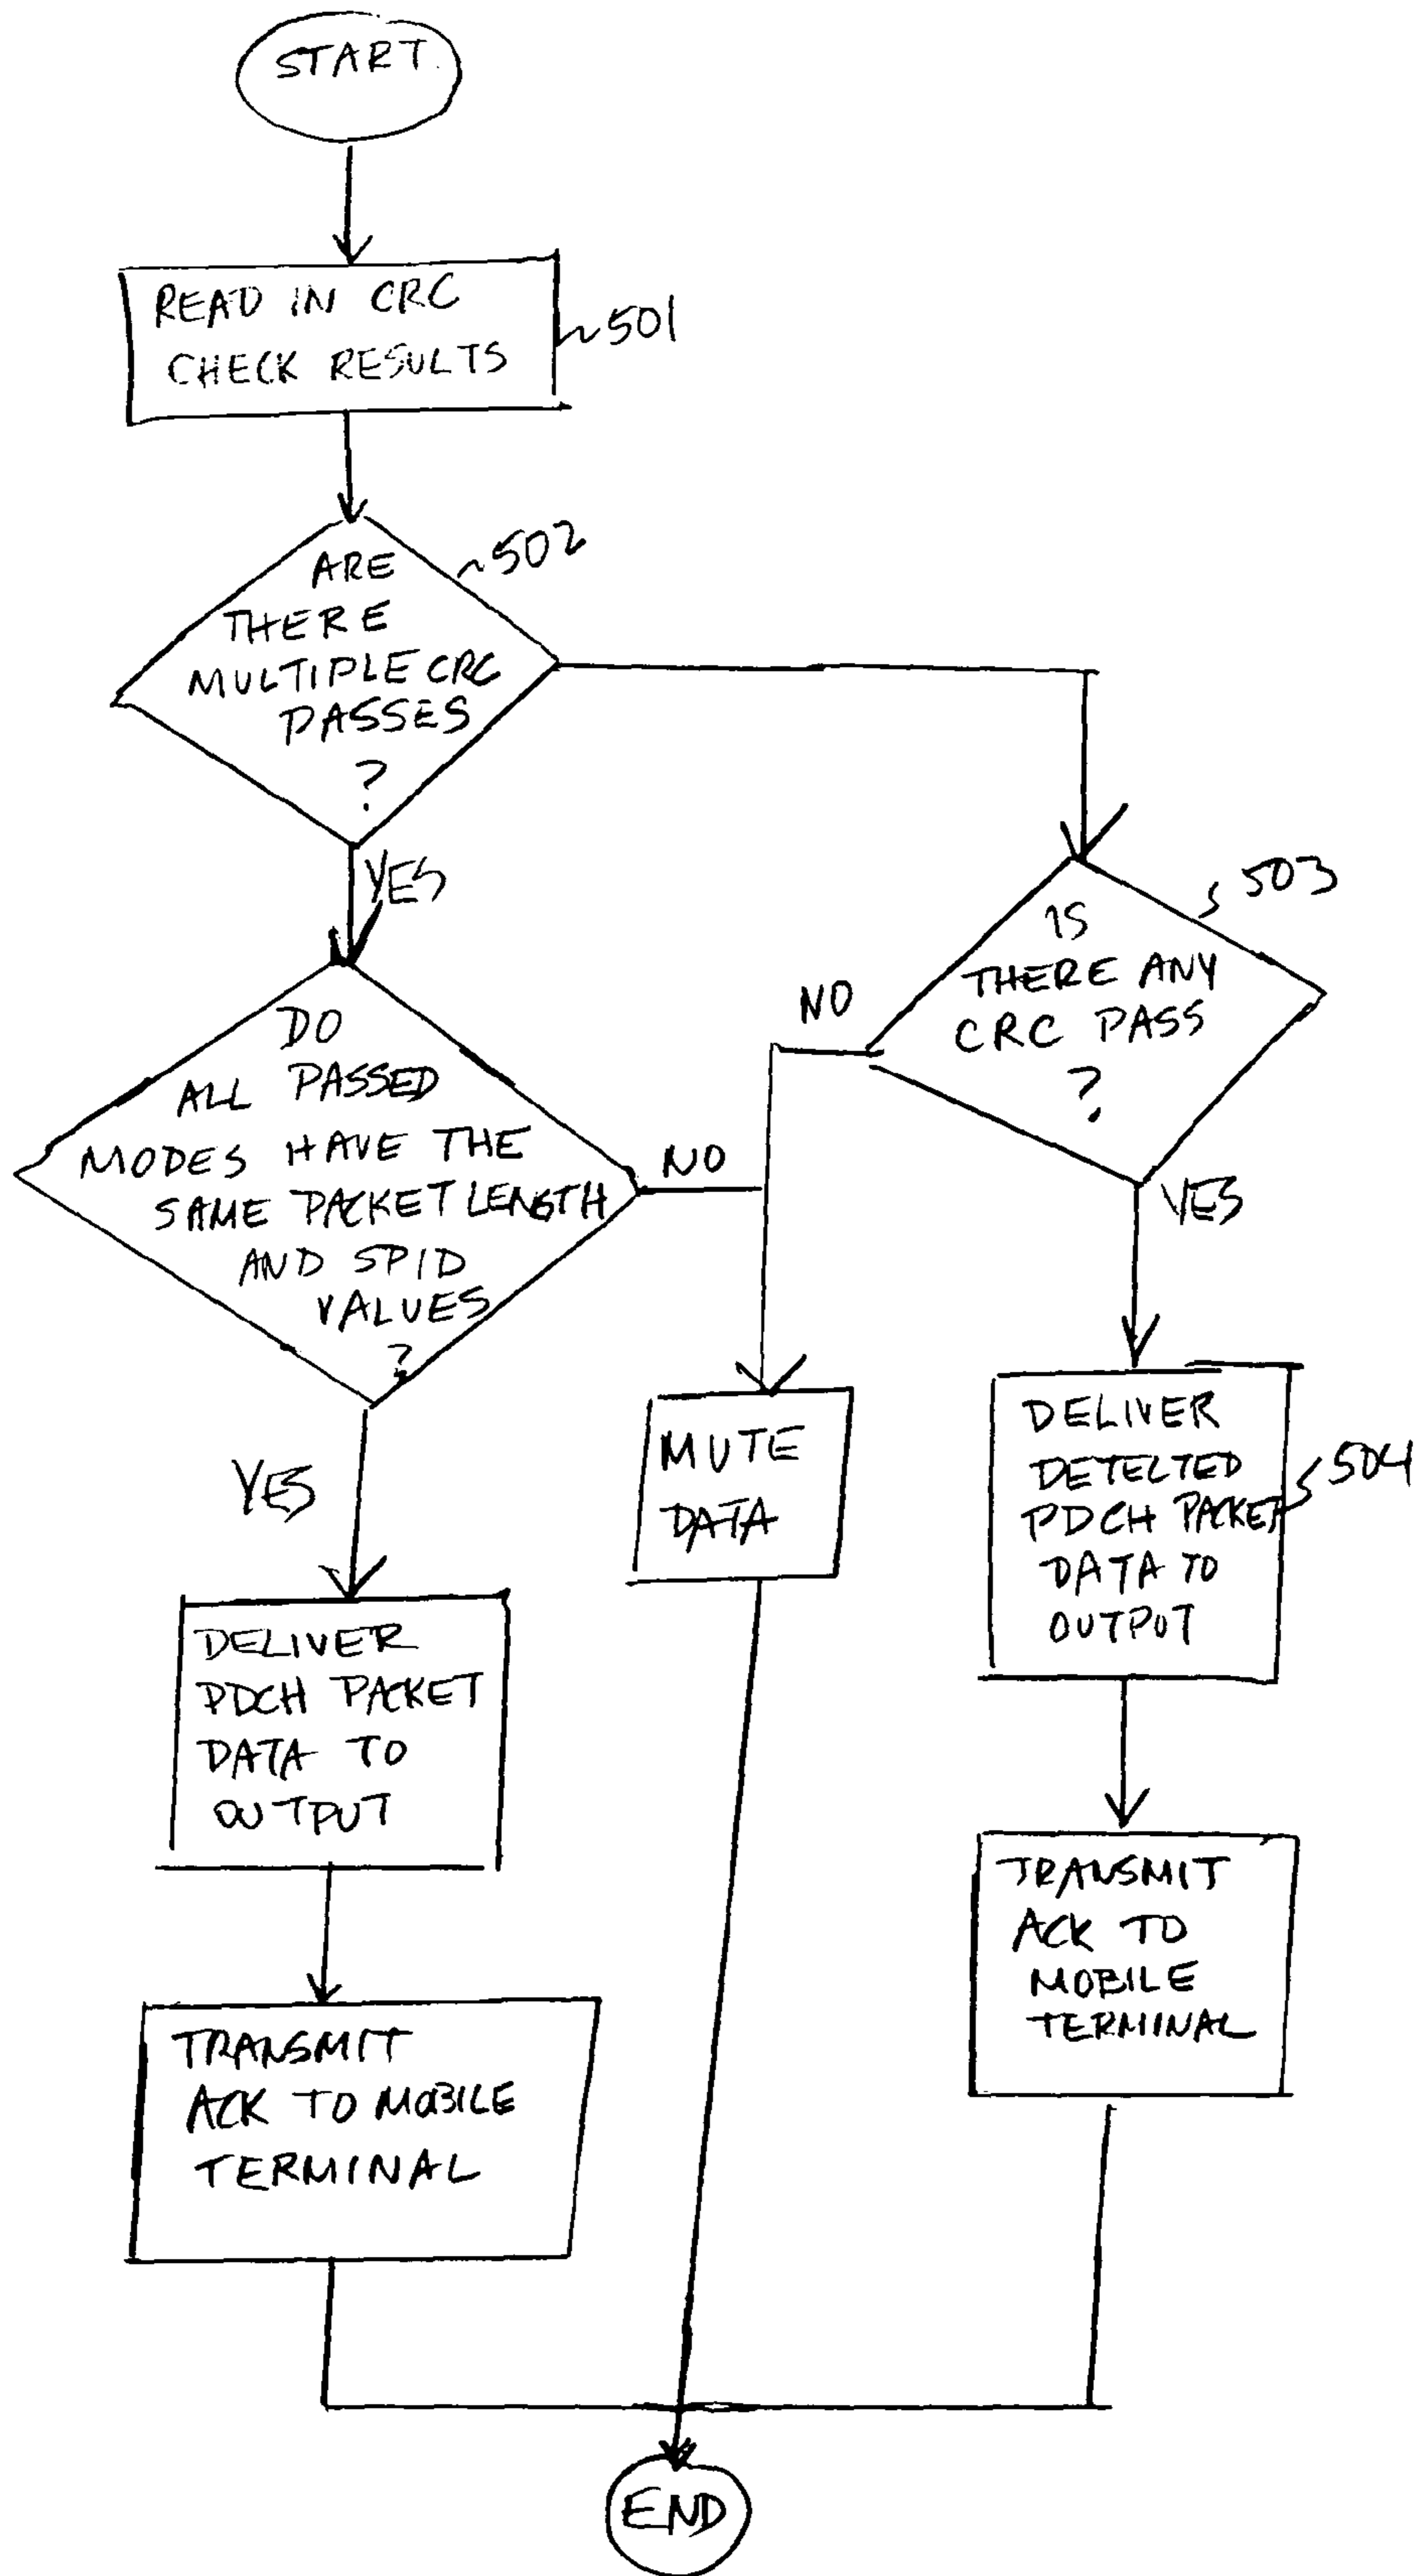 START
READ IN CRC
CHECK RESULTS
501
ARE
THERE
MULTIPLE CRC
PASSES
?
502
YES
IS
THERE ANY
CRC PASS
?
503
NO
YES
DO
ALL PASSED
MODES HAVE THE
SAME PACKET LENGTH
AND SPID
VALUES
?
NO
YES
MUTE
DATA
DELIVER
DETELTED
PDCH PACKET
DATA TO
OUTPUT
504
DELIVER
PDCH PACKET
DATA TO
OUTPUT
TRANSMIT
ACK TO
MOBILE
TERMINAL
TRANSMIT
ACK TO MOBILE
TERMINAL
END